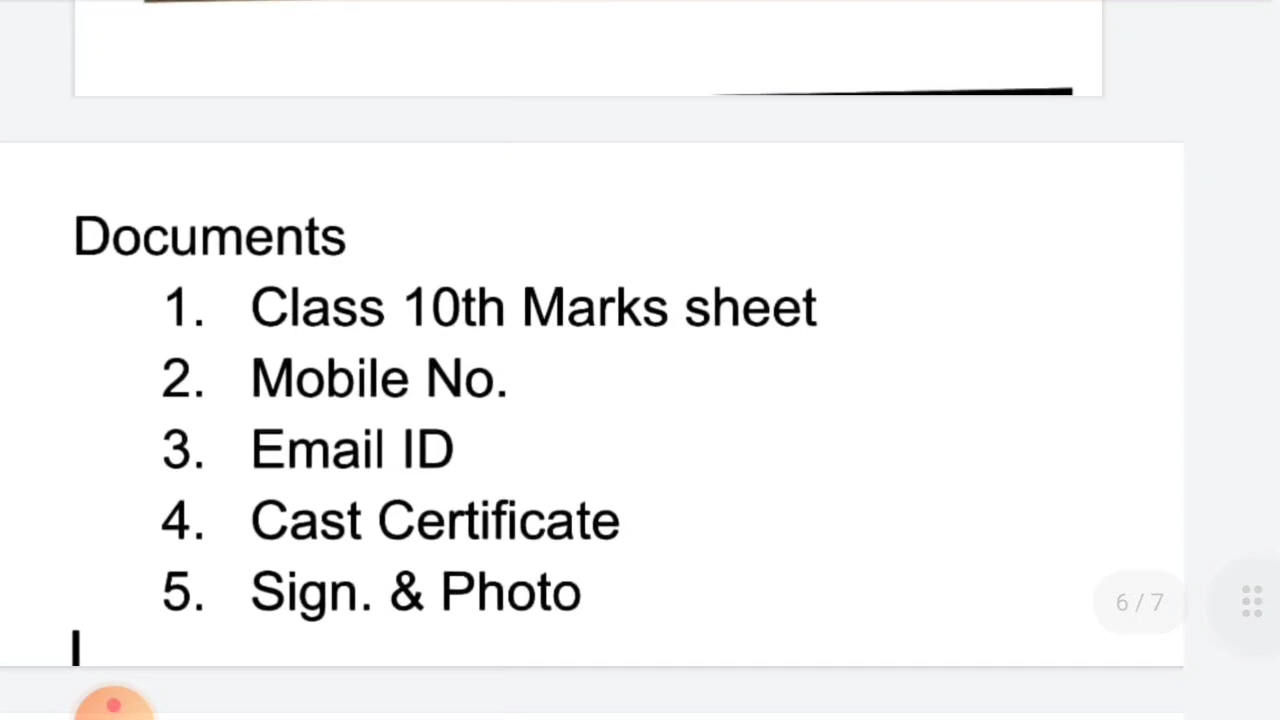 Documents
1. Class 10th Marks sheet
2. Mobile No.
3. Email ID
4. Cast Certificate
5. Sign. & Photo
6 / 7